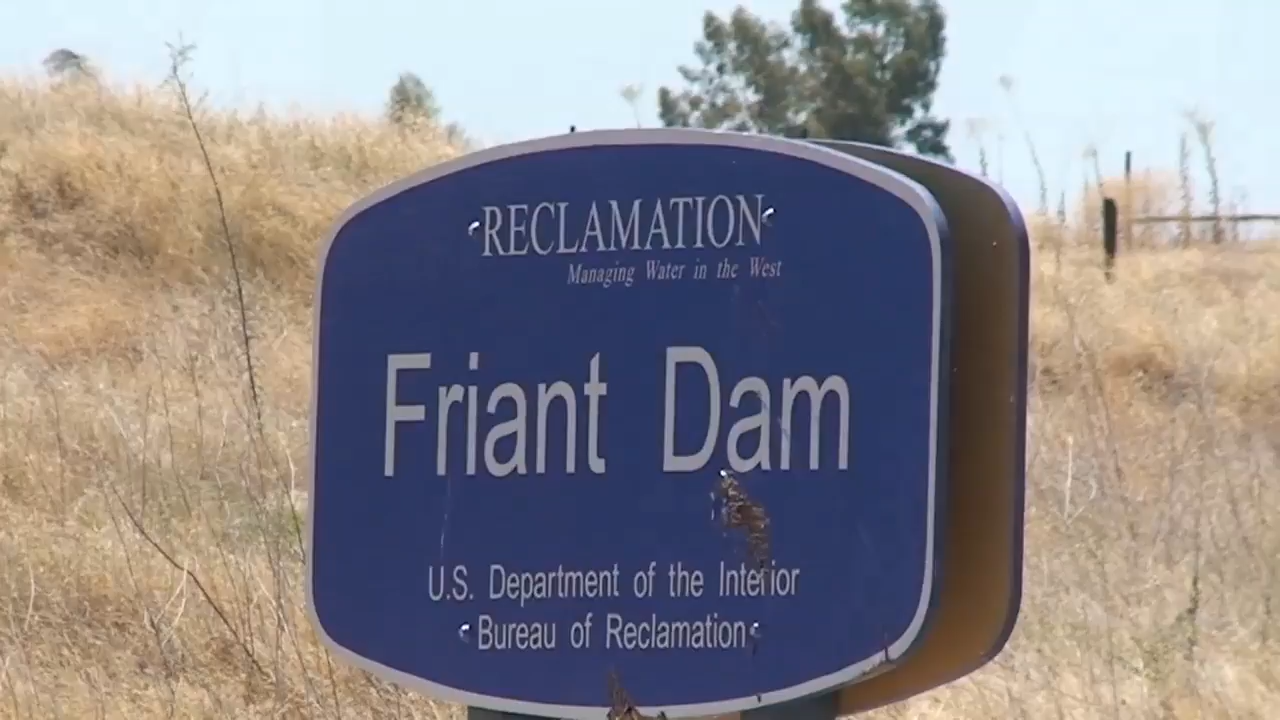 RECLAMATION
Managing Water in the West
Friant Dam
U.S. Department of the Interior
Bureau of Reclamation